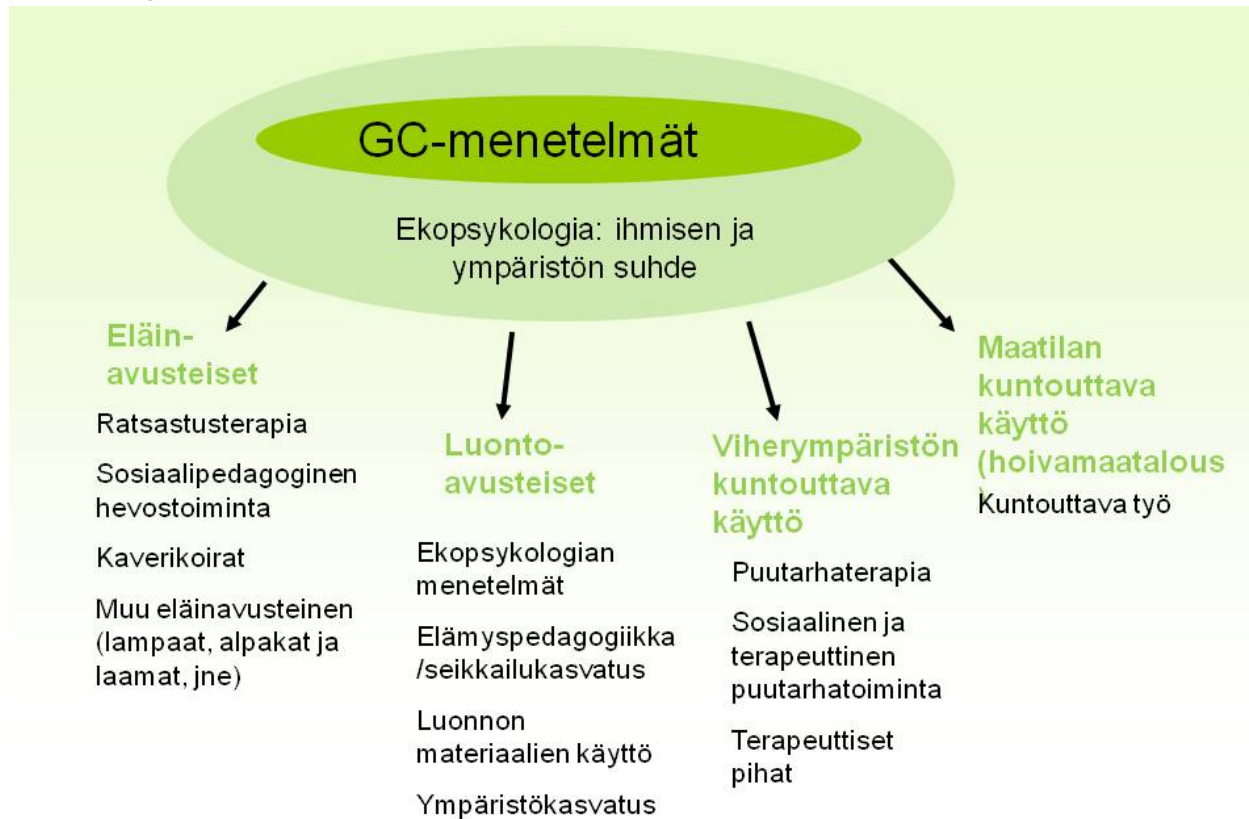 GC-menetelmät
Ekopsykologia: ihmisen ja
ympäristön suhde
Eläin-
avusteiset
Ratsastusterapia
Sosiaalipedagoginen
hevostoiminta
Kaverikoirat
Muu eläinavusteinen
(lampaat, alpakat ja
laamat, jne)
Luonto-
avusteiset
Ekopsykologian
menetelmät
Elämyspedagogiikka
/seikkailukasvatus
Luonnon
materiaalien käyttö
Ympäristökasvatus
Viherympäristön
kuntouttava
käyttö
Puutarhaterapia
Sosiaalinen ja
terapeuttinen
puutarhatoiminta
Terapeuttiset
pihat
Maatilan
kuntouttava
käyttö
(hoivamaatalous
)
Kuntouttava työ